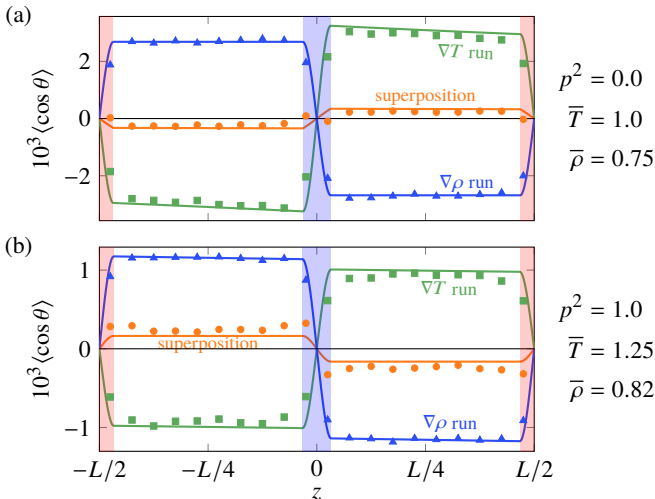 (a)
10³⟨cos θ⟩
2
0
−2
∇T run
superposition
∇ρ run
p² = 0.0
T̅ = 1.0
ρ̅ = 0.75
(b)
10³⟨cos θ⟩
1
0
−1
∇T run
superposition
∇ρ run
p² = 1.0
T̅ = 1.25
ρ̅ = 0.82
−L/2 −L/4 0 L/4 L/2
z